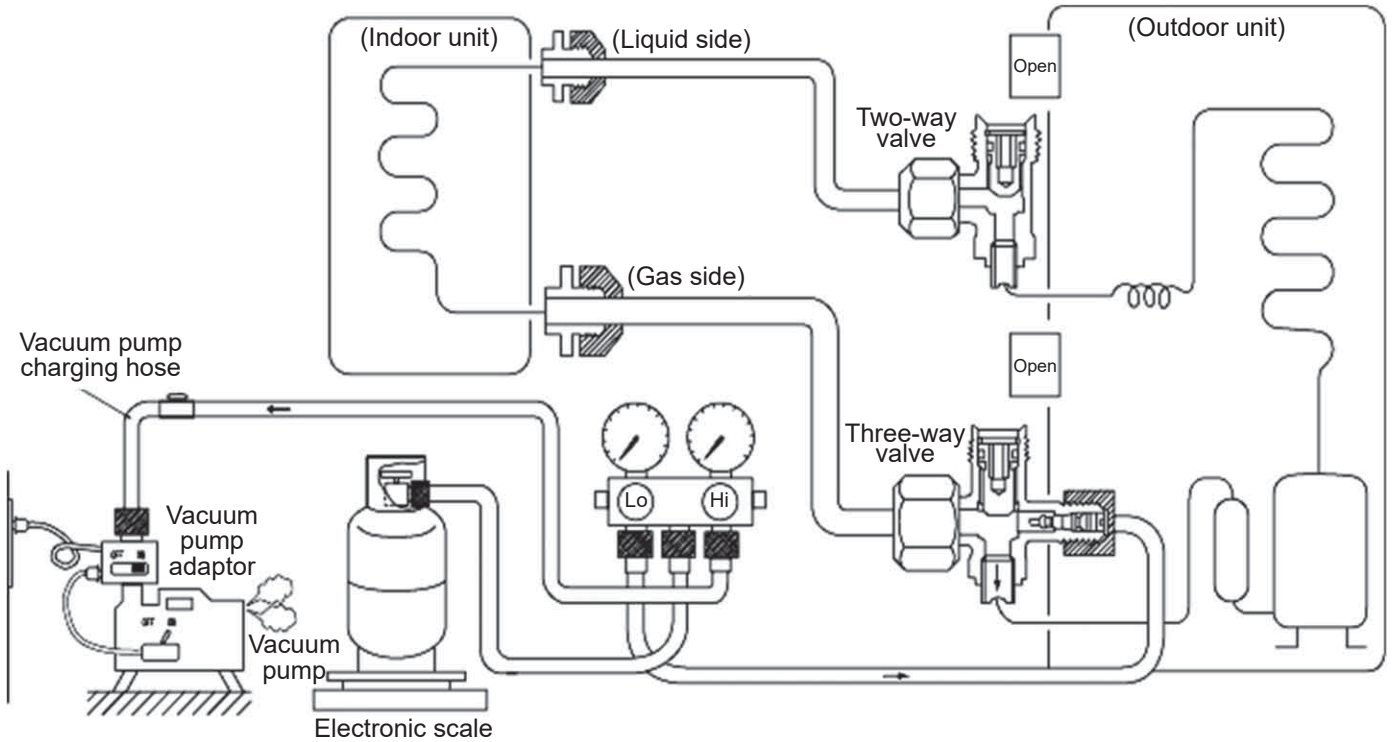 (Indoor unit)
(Liquid side)
(Outdoor unit)
Open
Two-way
valve
(Gas side)
Open
Vacuum pump
charging hose
Three-way
valve
Lo
Hi
Vacuum
pump
adaptor
Vacuum
pump
Electronic scale